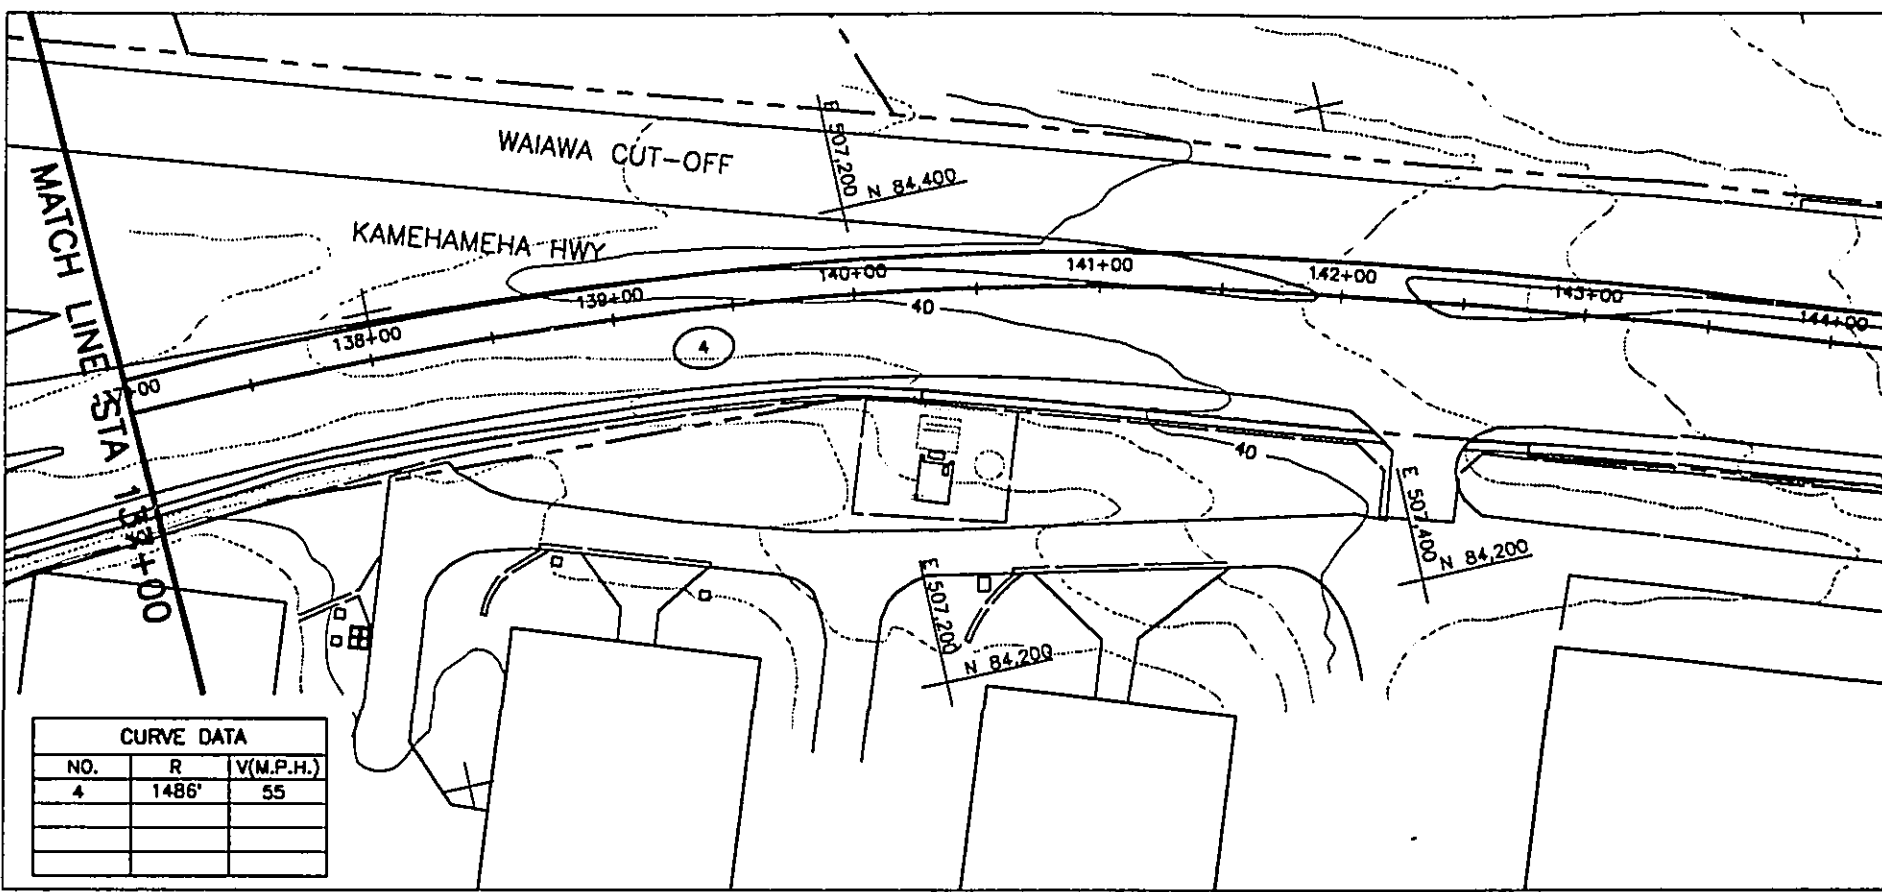 WAIAWA CUT-OFF
E 507,200
N 84,400
KAMEHAMEHA HWY
MATCH LINE STA 137+00
138+00
139+00
140+00
141+00
142+00
143+00
144+00
40
4
40
E 507,400
N 84,200
E 507,200
N 84,200
CURVE DATA
NO. R V(M.P.H.)
4 1486' 55